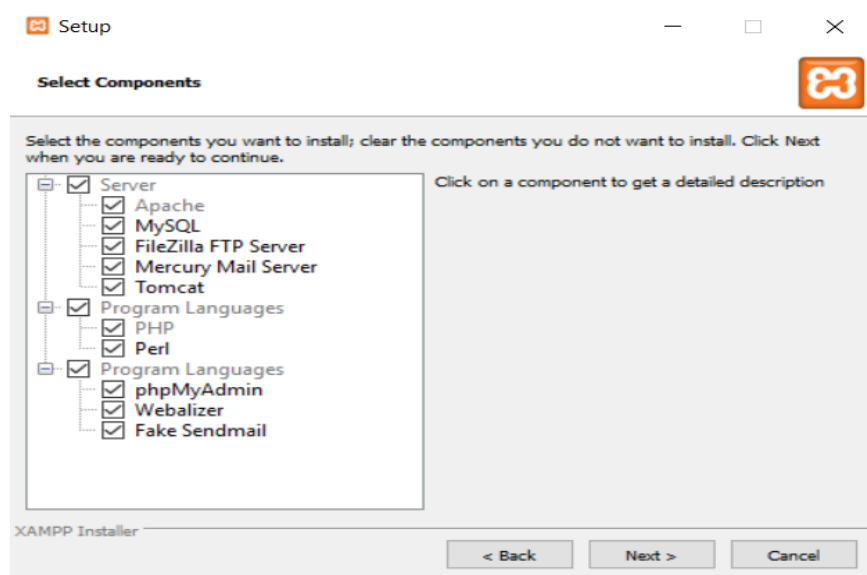 Setup
Select Components
Select the components you want to install; clear the components you do not want to install. Click Next
when you are ready to continue.
Server
Apache
MySQL
FileZilla FTP Server
Mercury Mail Server
Tomcat
Program Languages
PHP
Perl
Program Languages
phpMyAdmin
Webalizer
Fake Sendmail
Click on a component to get a detailed description
XAMPP Installer
< Back
Next >
Cancel